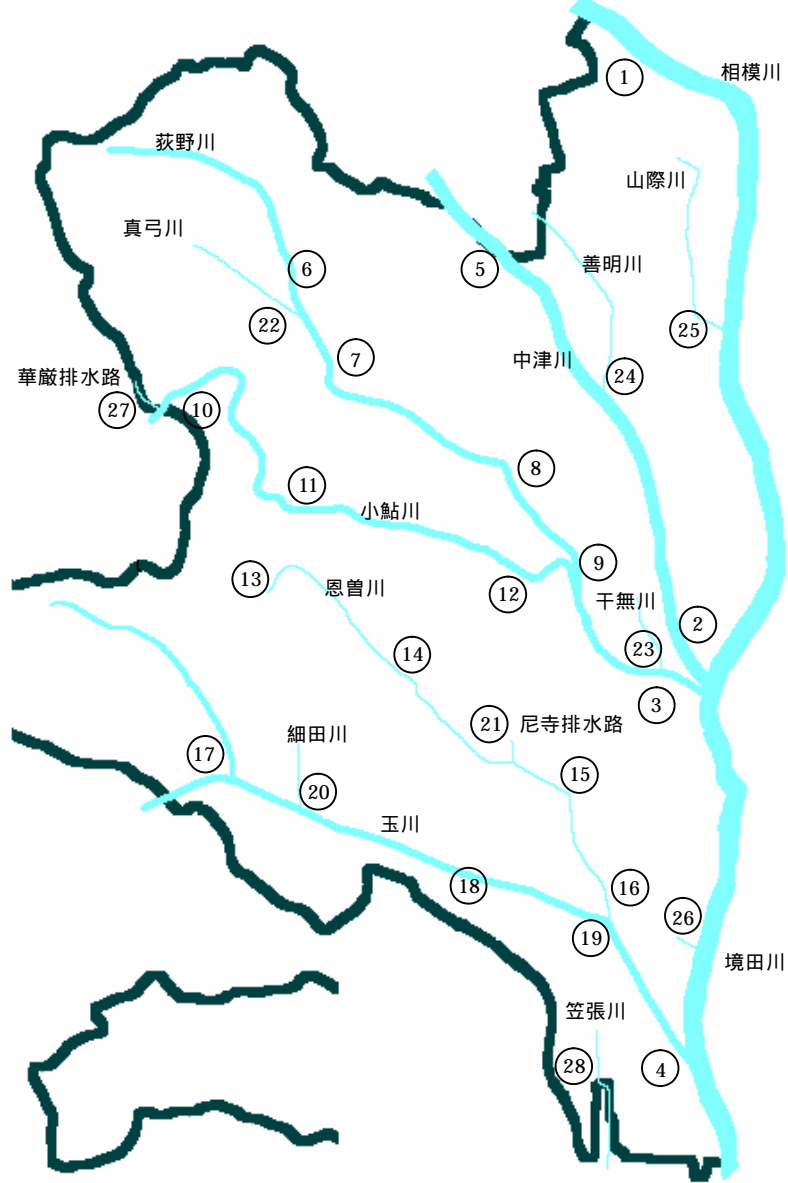 相模川
①
荻野川
山際川
真弓川
善明川
⑥
⑤
㉒
㉕
⑦
中津川
華厳排水路
㉔
㉗
⑩
⑧
⑪
小鮎川
⑨
⑬
恩曽川
⑫
干無川
②
㉓
⑭
③
㉑
尼寺排水路
細田川
⑰
⑮
⑳
玉川
⑱
⑯
㉖
⑲
境田川
笠張川
㉘
④